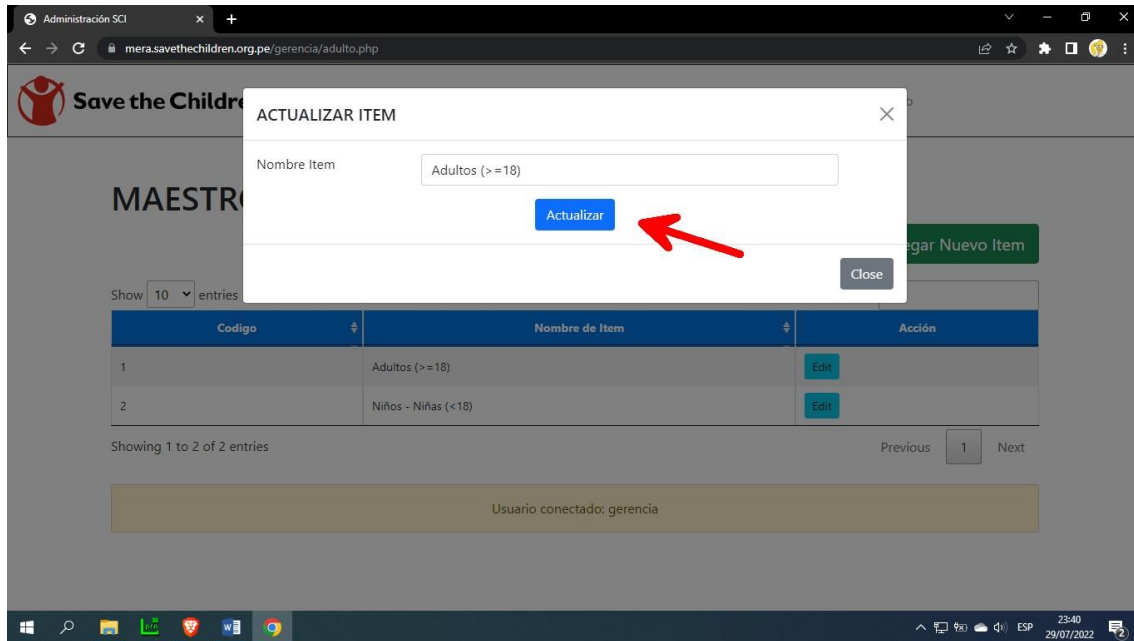 Administración SCI
mera.savethechildren.org.pe/gerencia/adulto.php
Save the Childre
ACTUALIZAR ITEM
Nombre Item
Adultos (>=18)
Actualizar
MAESTR
gar Nuevo Item
Close
Show 10 entries
Codigo Nombre de Item Acción
1 Adultos (>=18) Edit
2 Niños - Niñas (<18) Edit
Showing 1 to 2 of 2 entries
Previous 1 Next
Usuario conectado: gerencia
ESP
23:40
29/07/2022
2